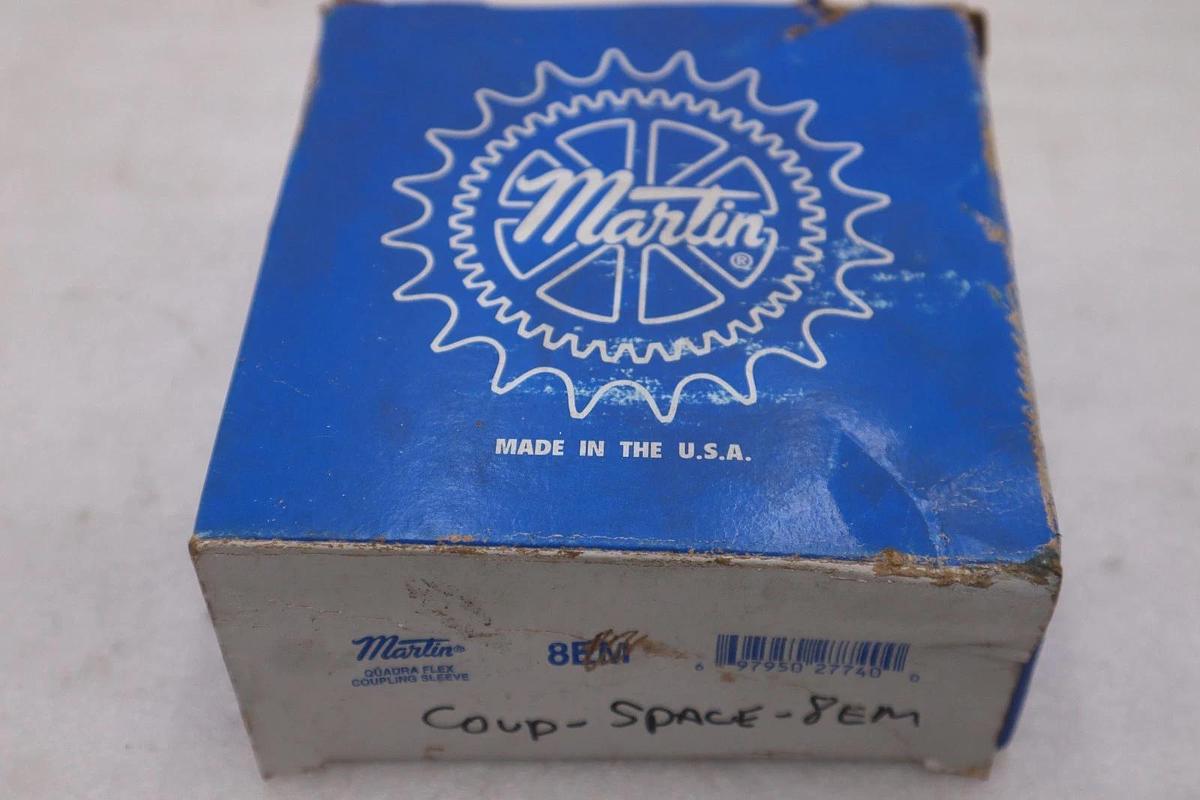 Martin®
MADE IN THE U.S.A.
Martin®
QUADRA FLEX
COUPLING SLEEVE
8EM
6 97950 27740 0
COUP-SPACE-8EM